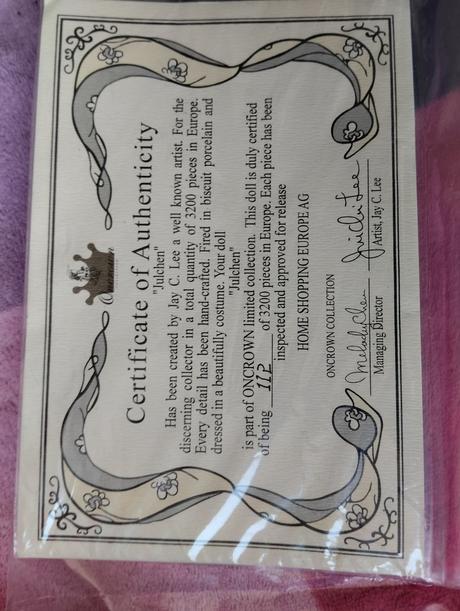 Certificate of Authenticity
"Julchen"
Has been created by Jay C. Lee a well known artist. For the
discerning collector in a total quantity of 3200 pieces in Europe.
Every detail has been hand-crafted. Fired in biscuit porcelain and
dressed in a beautifully costume. Your doll
"Julchen"
is part of ONCROWN limited collection. This doll is duly certified
of being 11P of 3200 pieces in Europe. Each piece has been
inspected and approved for release
HOME SHOPPING EUROPE AG
ONCROWN COLLECTION
Managing Director
Artist, Jay C. Lee